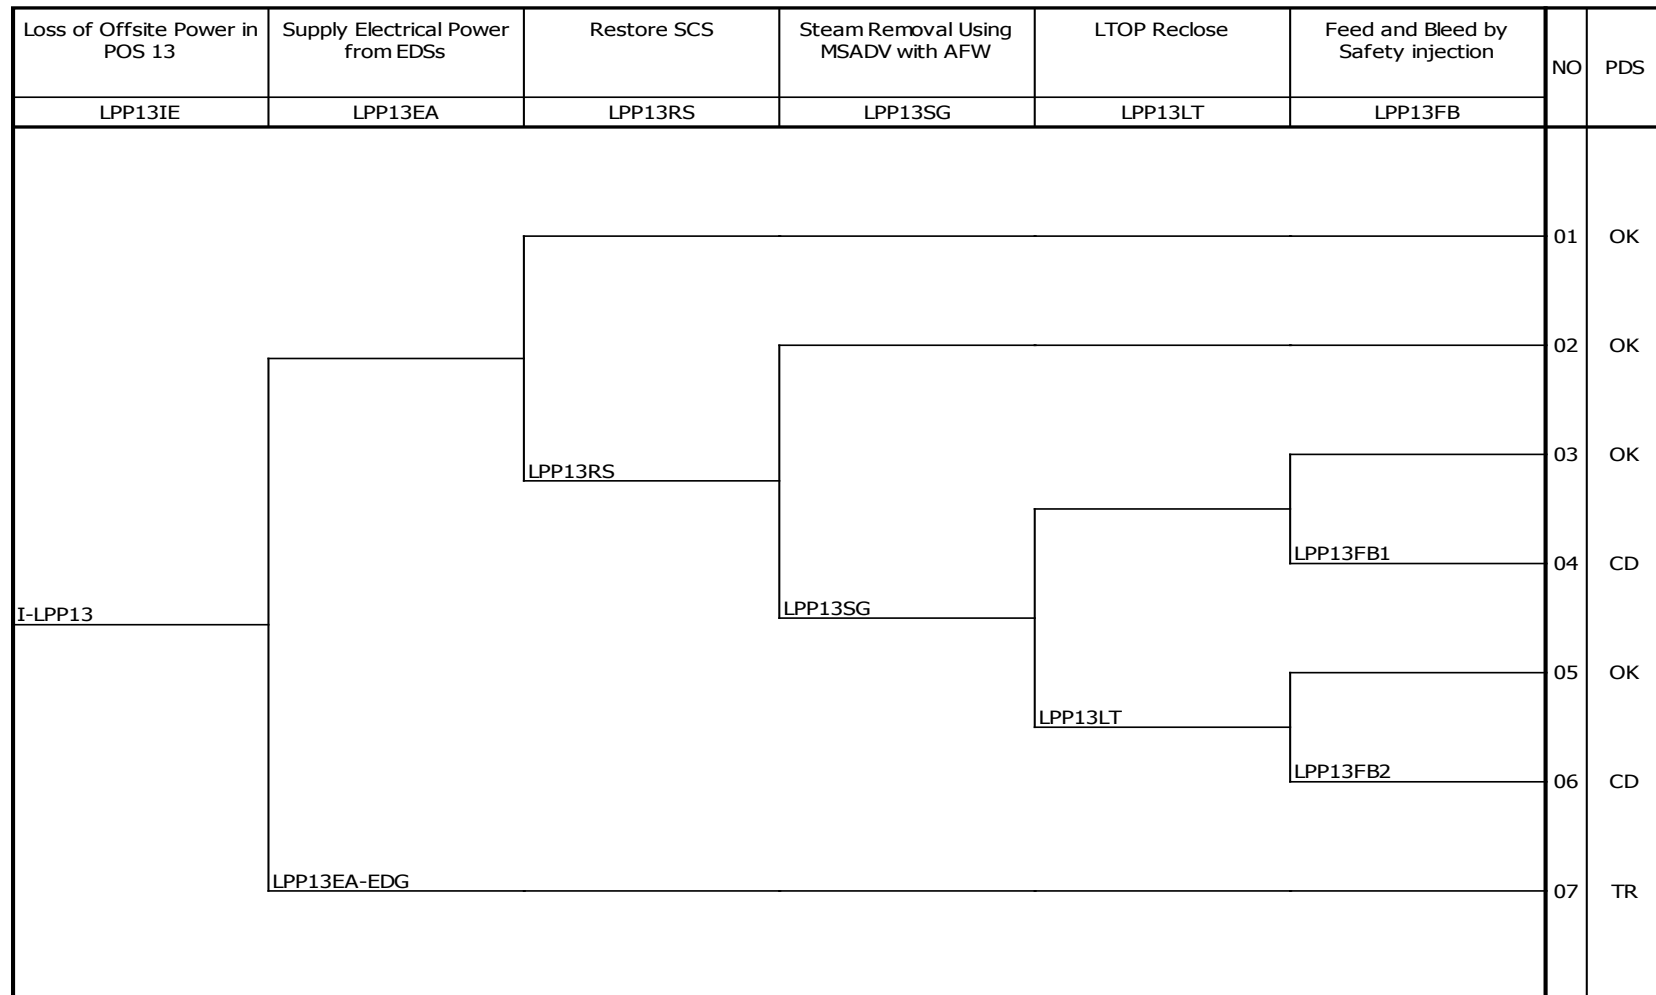 Loss of Offsite Power in
POS 13
Supply Electrical Power
from EDSs
Restore SCS
Steam Removal Using
MSADV with AFW
LTOP Reclose
Feed and Bleed by
Safety injection
NO
PDS
LPP13IE
LPP13EA
LPP13RS
LPP13SG
LPP13LT
LPP13FB
01 OK
02 OK
03 OK
LPP13RS
LPP13FB1
04 CD
I-LPP13
LPP13SG
05 OK
LPP13LT
LPP13FB2
06 CD
LPP13EA-EDG
07 TR